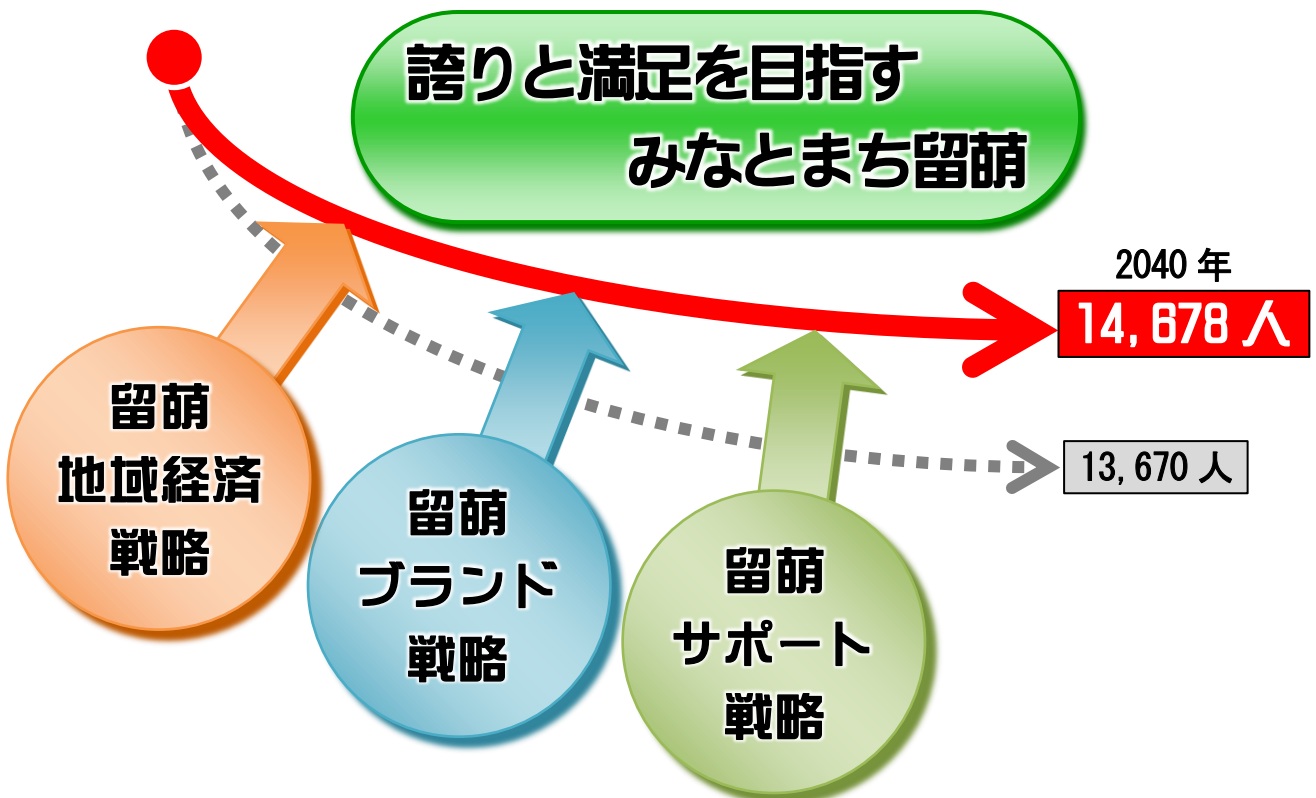 誇りと満足を目指す
みなとまち留萌
2040 年
14,678 人
13,670 人
留萌
地域経済
戦略
留萌
ブランド
戦略
留萌
サポート
戦略